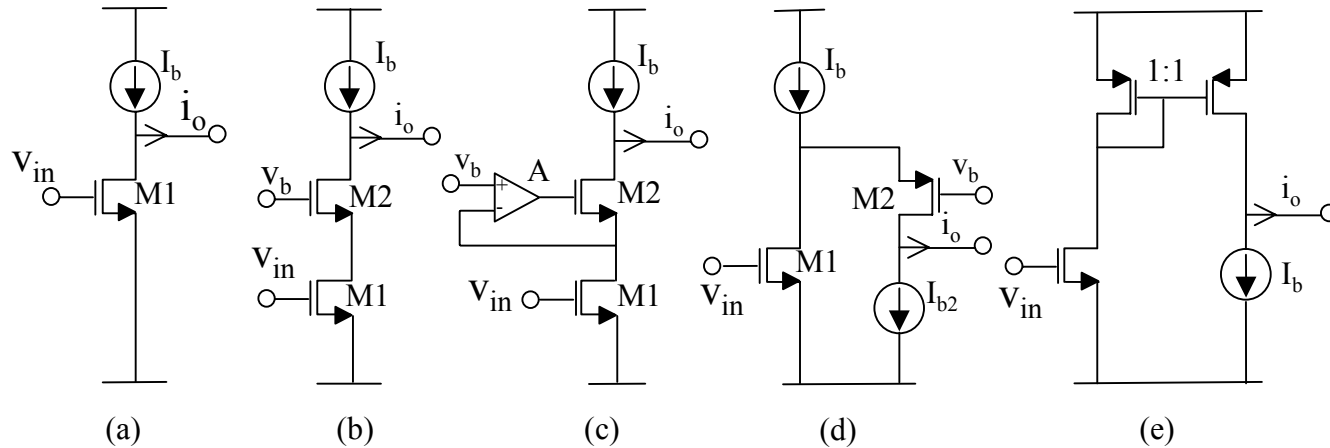 I_b
i_o
v_in
M1
(a)
I_b
i_o
v_b
M2
v_in
M1
(b)
I_b
i_o
v_b
A
+
-
M2
v_in
M1
(c)
I_b
v_b
M2
i_o
M1
v_in
I_b2
(d)
1:1
i_o
v_in
I_b
(e)